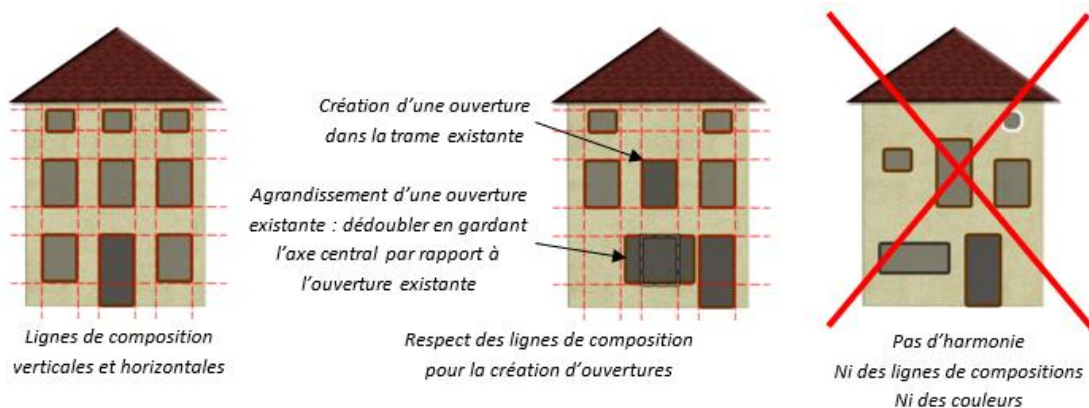 Création d’une ouverture
dans la trame existante
Agrandissement d’une ouverture
existante : dédoubler en gardant
l’axe central par rapport à
l’ouverture existante
Lignes de composition
verticales et horizontales
Respect des lignes de composition
pour la création d’ouvertures
Pas d’harmonie
Ni des lignes de compositions
Ni des couleurs